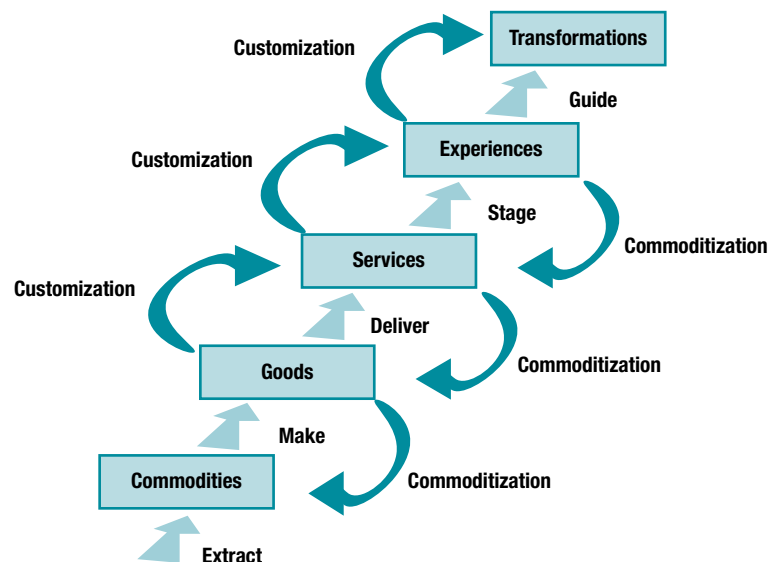 Transformations
Customization
Guide
Experiences
Customization
Stage
Commoditization
Services
Customization
Deliver
Commoditization
Goods
Make
Commodities
Commoditization
Extract